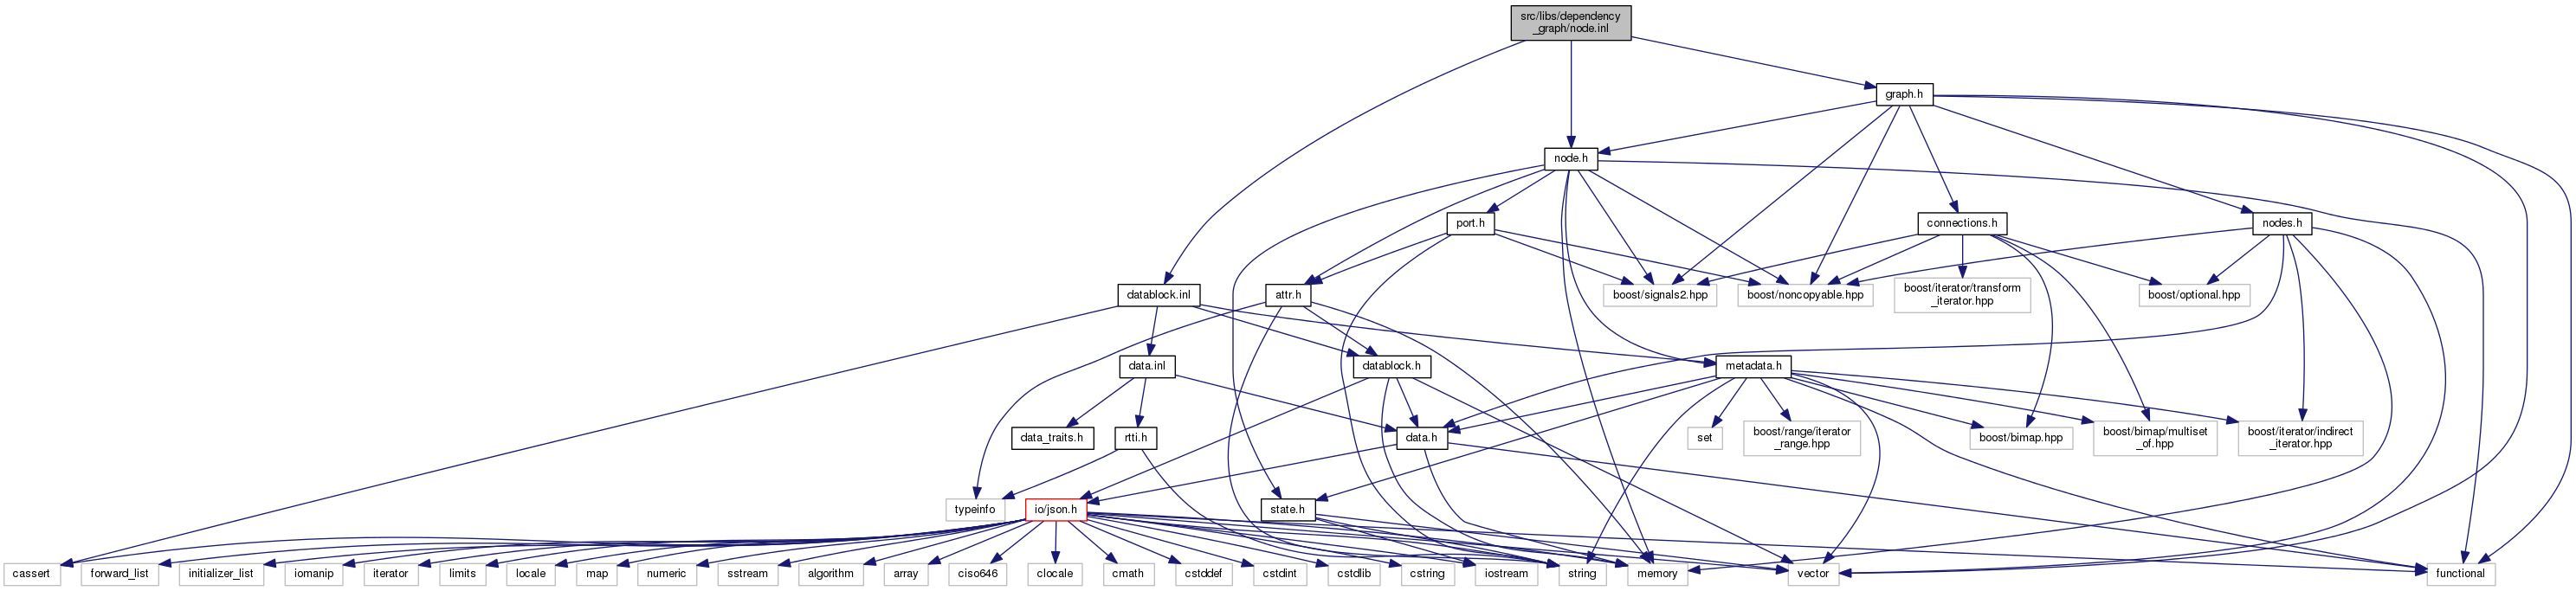 src/libs/dependency
_graph/node.inl
graph.h
node.h
port.h
connections.h
nodes.h
datablock.inl
attr.h
boost/signals2.hpp
boost/noncopyable.hpp
boost/iterator/transform
_iterator.hpp
boost/optional.hpp
data.inl
datablock.h
metadata.h
data_traits.h
rtti.h
data.h
set
boost/range/iterator
_range.hpp
boost/bimap.hpp
boost/bimap/multiset
_of.hpp
boost/iterator/indirect
_iterator.hpp
typeinfo
io/json.h
state.h
cassert
forward_list
initializer_list
iomanip
iterator
limits
locale
map
numeric
sstream
algorithm
array
ciso646
clocale
cmath
cstddef
cstdint
cstdlib
cstring
iostream
string
memory
vector
functional